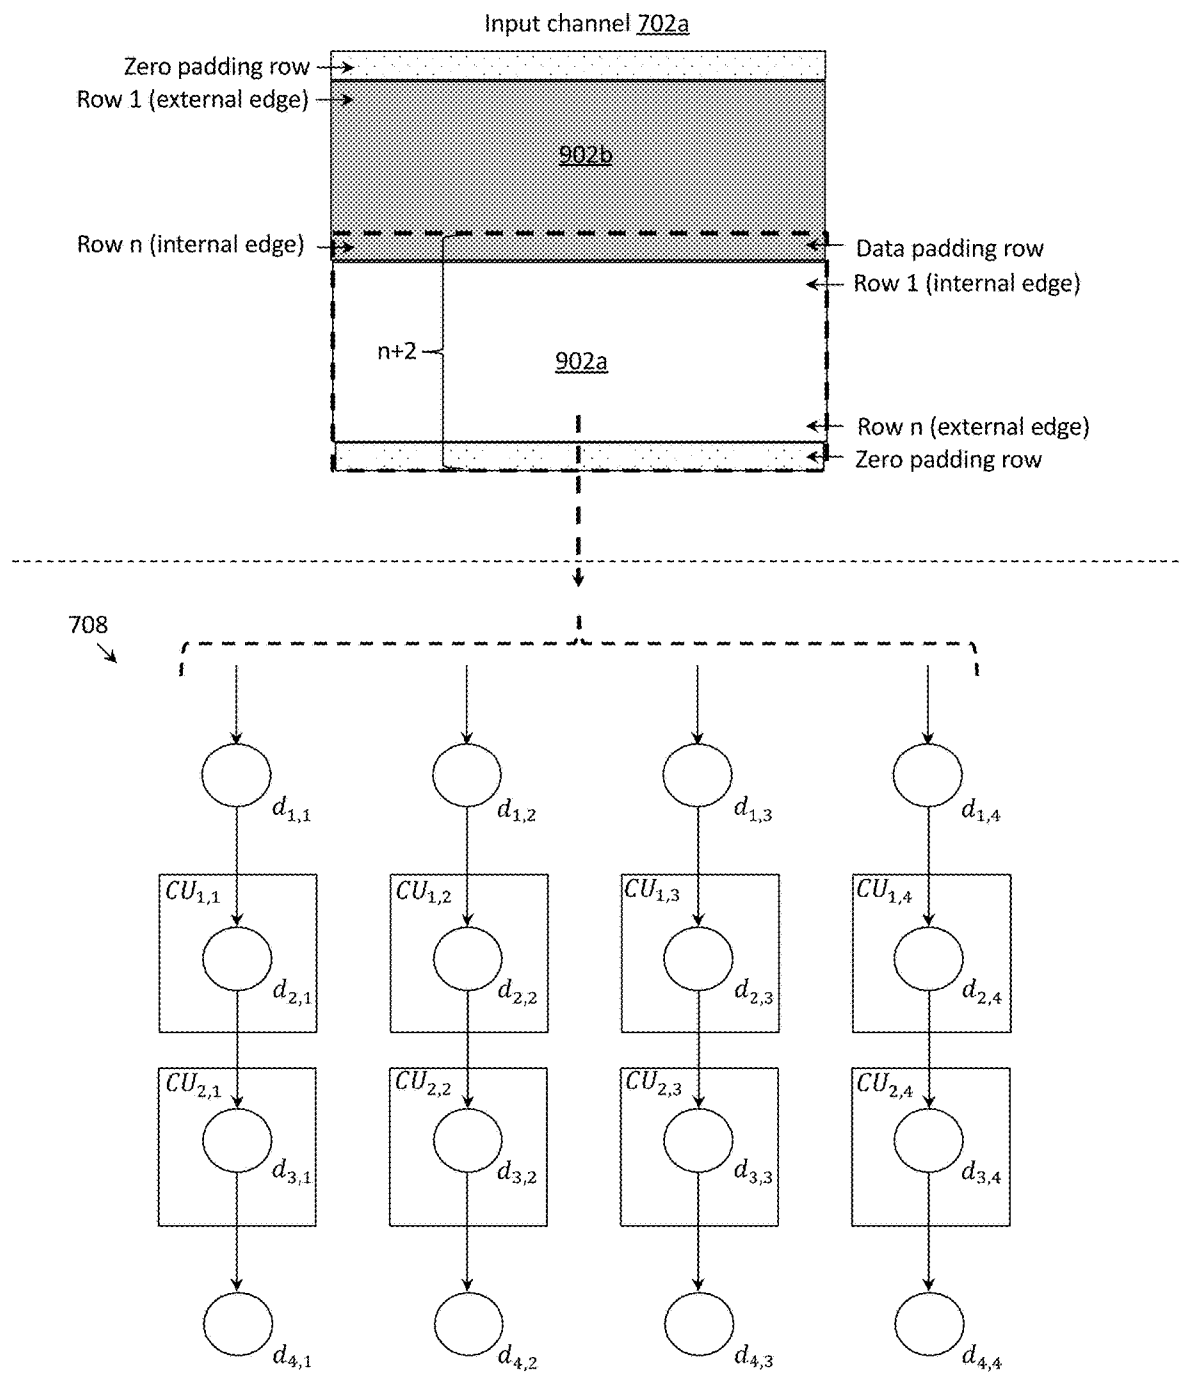 Input channel 702a
Zero padding row
Row 1 (external edge)
902b
Row n (internal edge)
Data padding row
Row 1 (internal edge)
n+2
902a
Row n (external edge)
Zero padding row
708
d1,1 d1,2 d1,3 d1,4
CU1,1 CU1,2 CU1,3 CU1,4
d2,1 d2,2 d2,3 d2,4
CU2,1 CU2,2 CU2,3 CU2,4
d3,1 d3,2 d3,3 d3,4
d4,1 d4,2 d4,3 d4,4